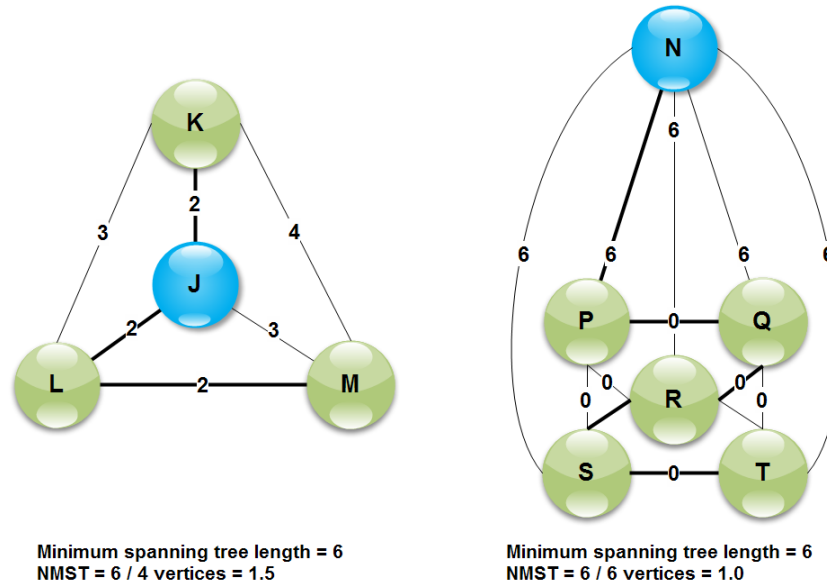 N
K
6
2
3
4
J
6
6
6
6
2
3
P
0
Q
L
2
M
0
0
R
0
0
S
0
T
Minimum spanning tree length = 6
NMST = 6 / 4 vertices = 1.5
Minimum spanning tree length = 6
NMST = 6 / 6 vertices = 1.0